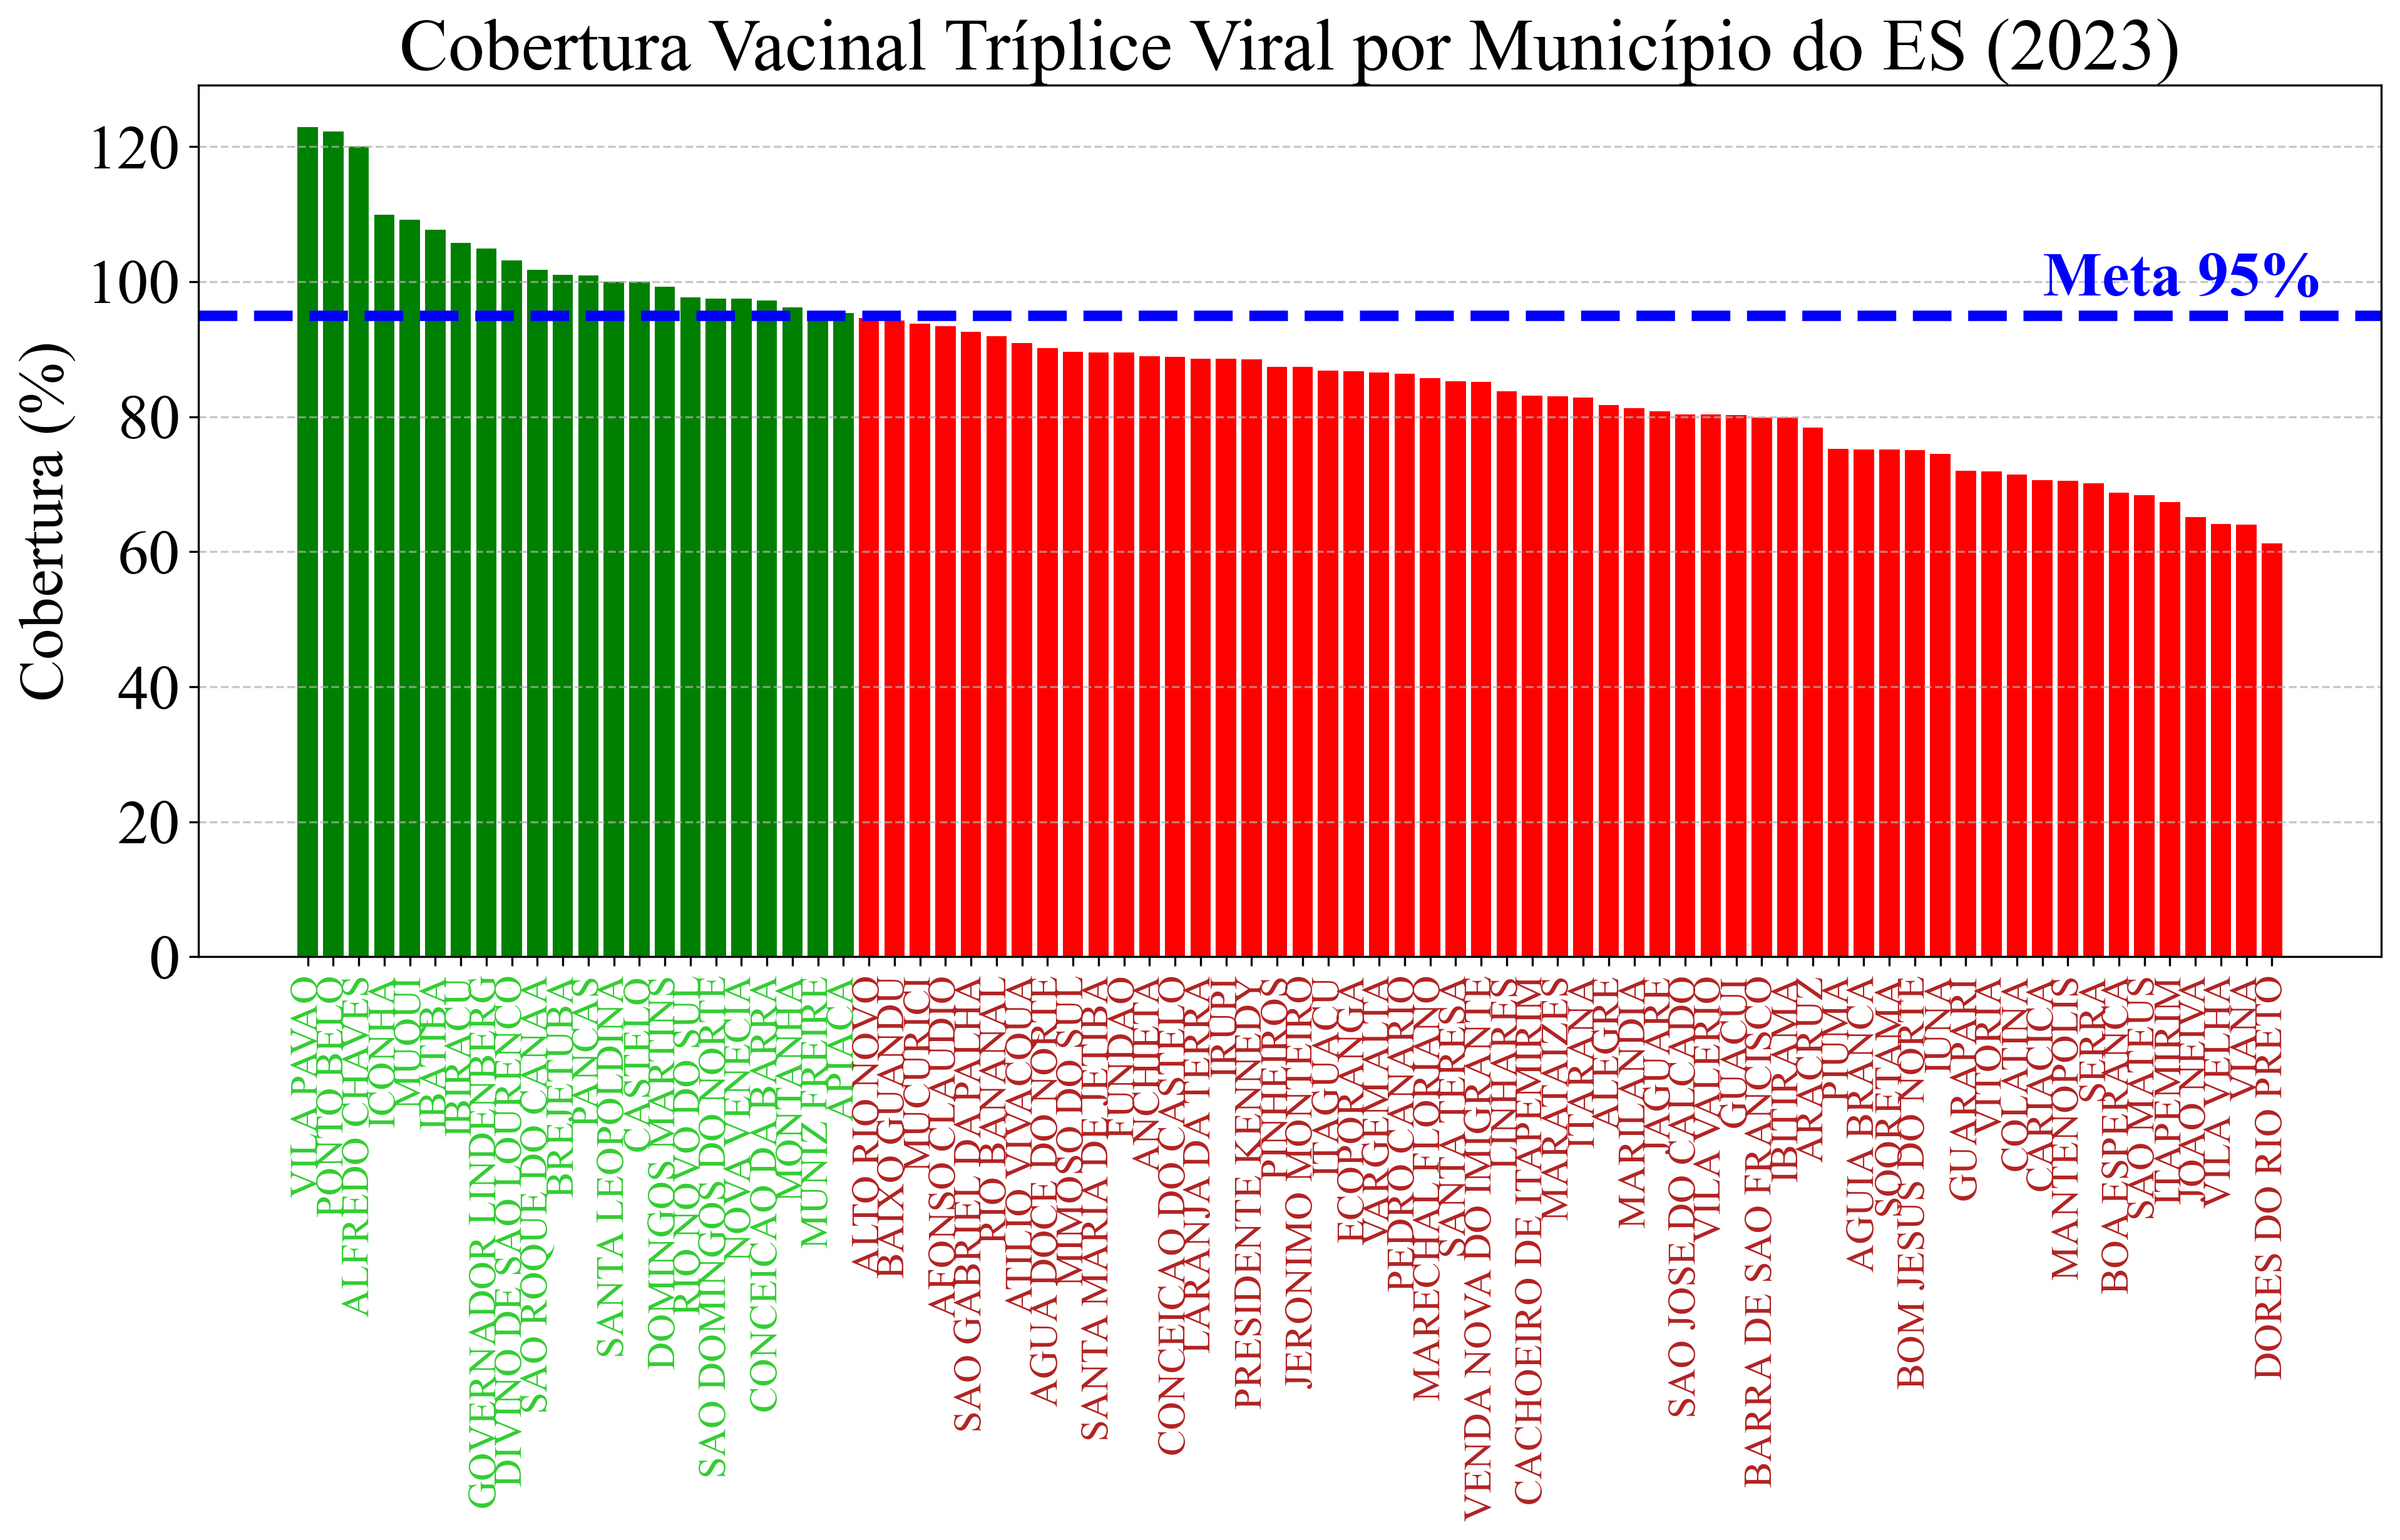 Cobertura Vacinal Tríplice Viral por Município do ES (2023)
Cobertura (%)
120
100
80
60
40
20
0
Meta 95%
VILA PAVAO
PONTO BELO
ALFREDO CHAVES
ICONHA
MUQUI
IBATIBA
IBIRACU
GOVERNADOR LINDENBERG
DIVINO DE SAO LOURENCO
SAO ROQUE DO CANAA
BREJETUBA
PANCAS
SANTA LEOPOLDINA
CASTELO
DOMINGOS MARTINS
RIO NOVO DO SUL
SAO DOMINGOS DO NORTE
NOVA VENECIA
CONCEICAO DA BARRA
MONTANHA
MUNIZ FREIRE
APIACA
ALTO RIO NOVO
BAIXO GUANDU
MUCURICI
AFONSO CLAUDIO
SAO GABRIEL DA PALHA
RIO BANANAL
ATILIO VIVACQUA
AGUA DOCE DO NORTE
MIMOSO DO SUL
SANTA MARIA DE JETIBA
FUNDAO
ANCHIETA
CONCEICAO DO CASTELO
LARANJA DA TERRA
IRUPI
PRESIDENTE KENNEDY
PINHEIROS
JERONIMO MONTEIRO
ITAGUACU
ECOPORANGA
VARGEM ALTA
PEDRO CANARIO
MARECHAL FLORIANO
SANTA TERESA
VENDA NOVA DO IMIGRANTE
LINHARES
CACHOEIRO DE ITAPEMIRIM
MARATAIZES
ITARANA
ALEGRE
MARILANDIA
JAGUARE
SAO JOSE DO CALCADO
VILA VALERIO
GUACUI
BARRA DE SAO FRANCISCO
IBITIRAMA
ARACRUZ
PIUMA
AGUIA BRANCA
SOORETAMA
BOM JESUS DO NORTE
IUNA
GUARAPARI
VITORIA
COLATINA
CARIACICA
MANTENOPOLIS
SERRA
BOA ESPERANCA
SAO MATEUS
ITAPEMIRIM
JOAO NEIVA
VILA VELHA
VIANA
DORES DO RIO PRETO